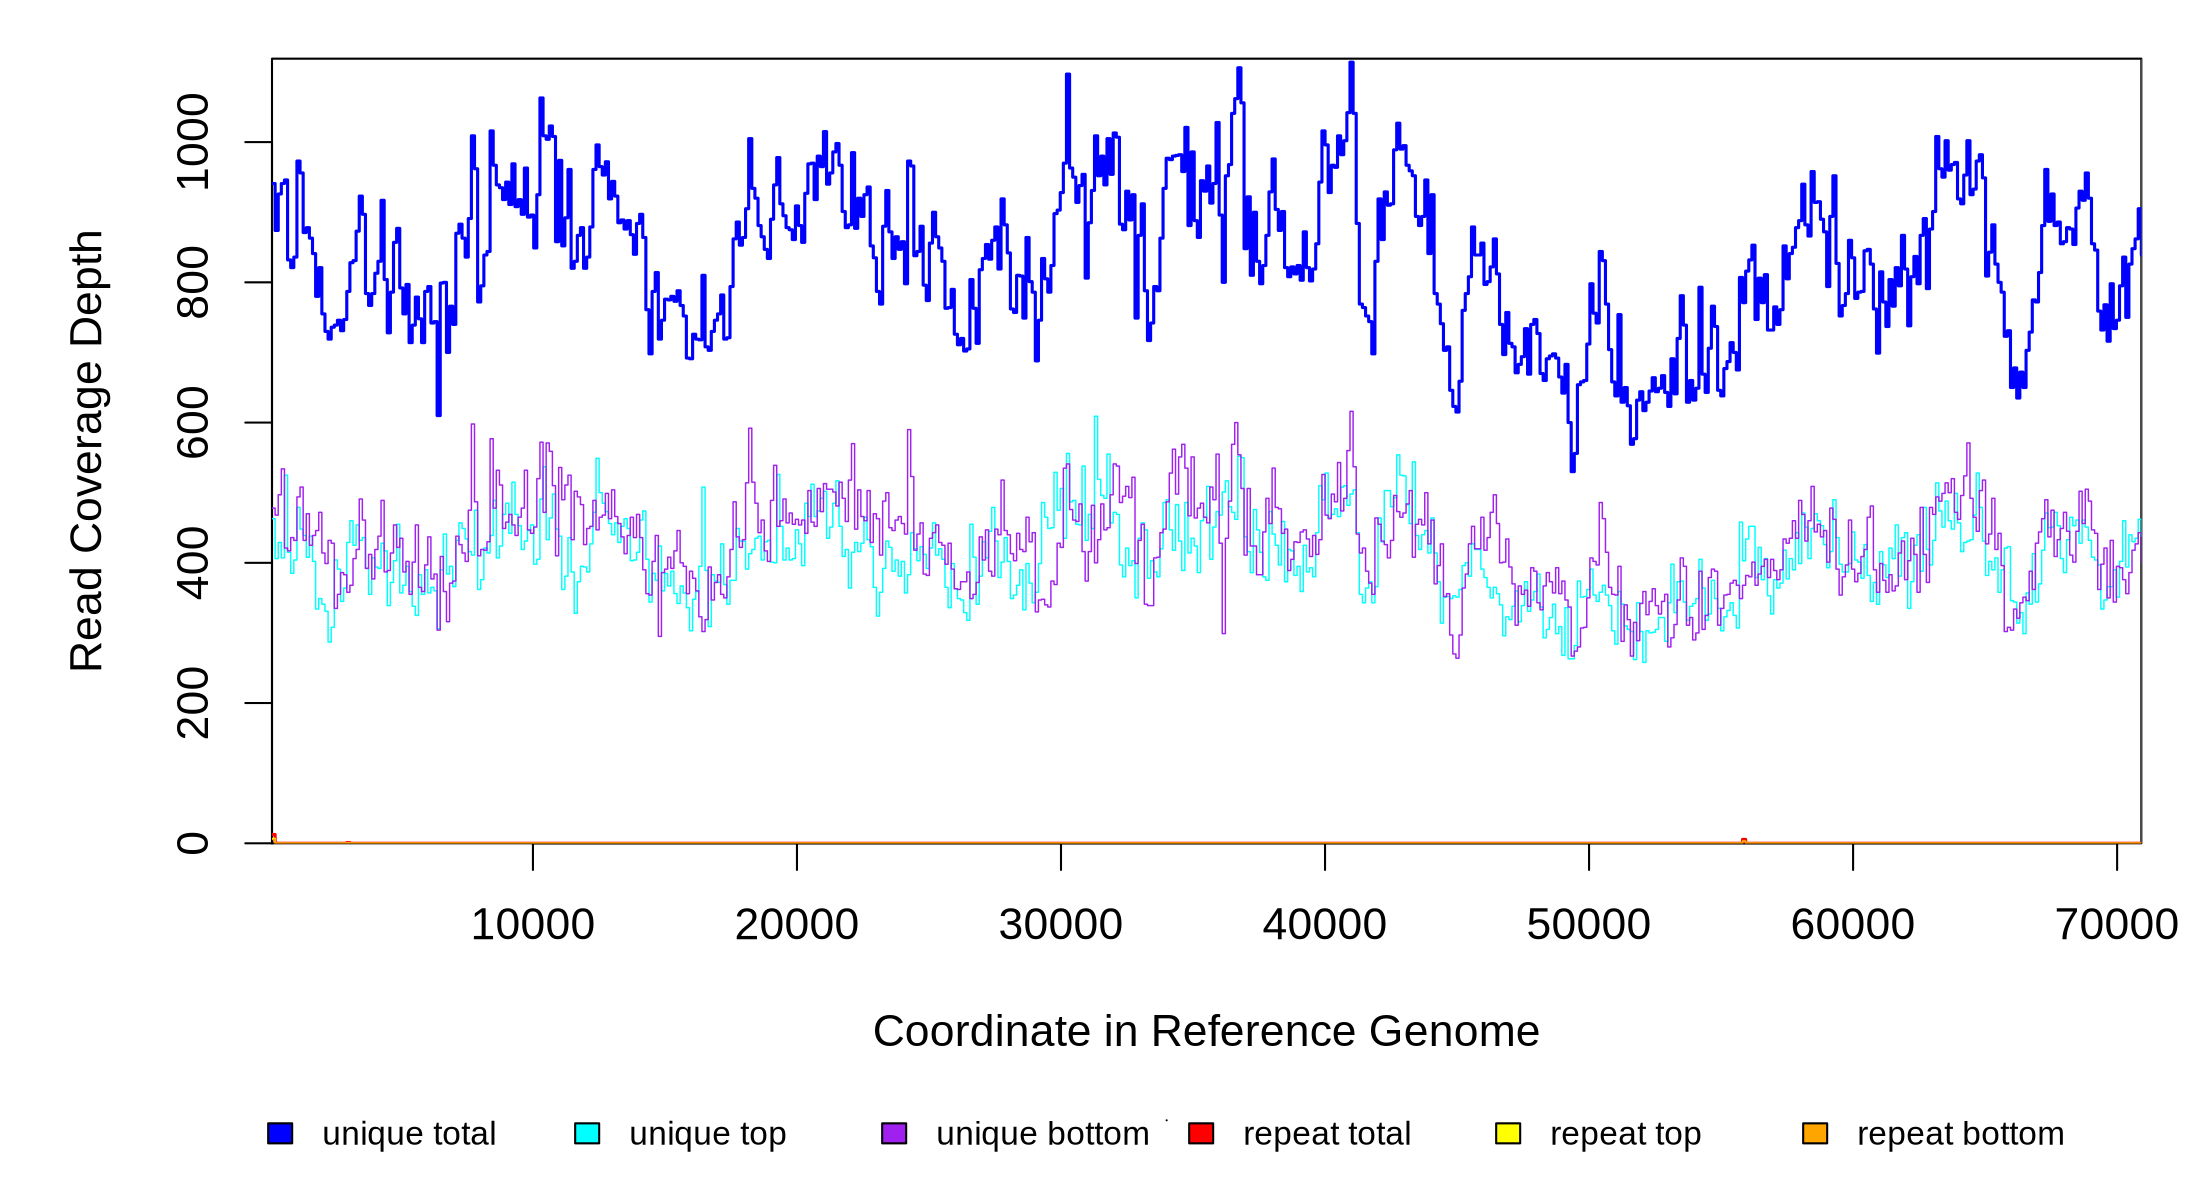 Read Coverage Depth
1000
800
600
400
200
0
10000 20000 30000 40000 50000 60000 70000
Coordinate in Reference Genome
unique total unique top unique bottom repeat total repeat top repeat bottom